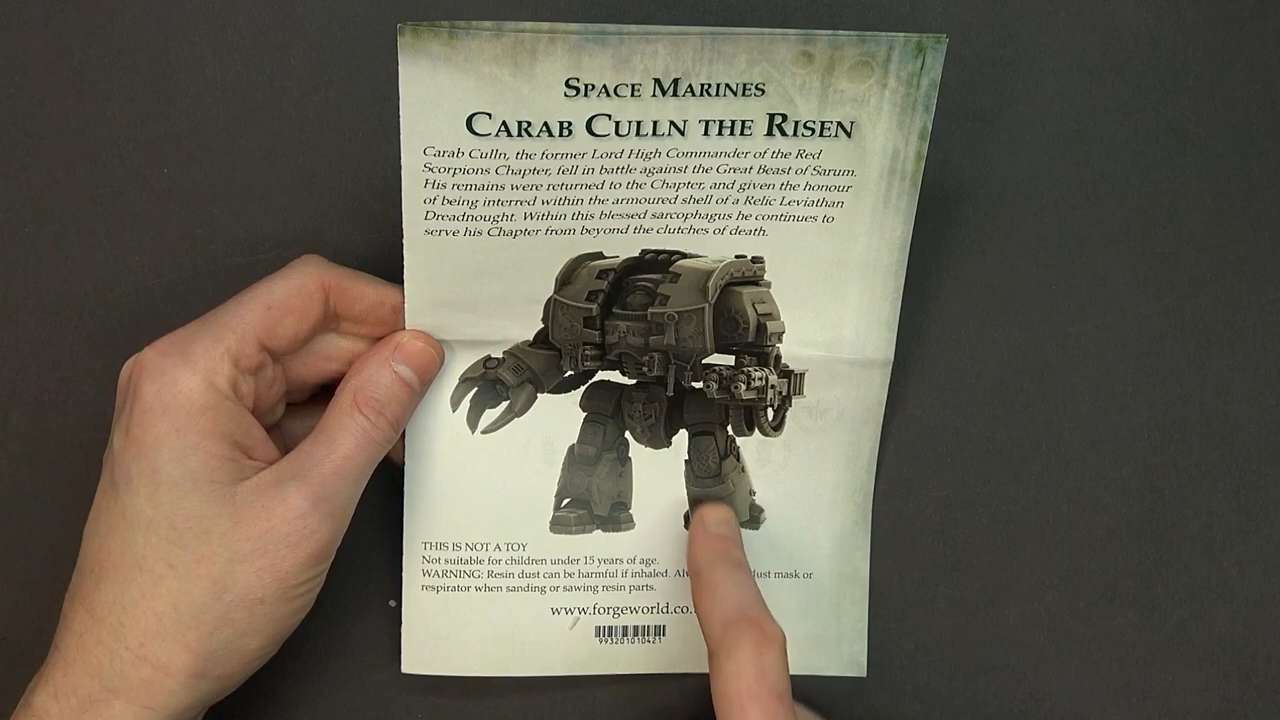 SPACE MARINES
CARAB CULLN THE RISEN
Carab Culln, the former Lord High Commander of the Red
Scorpions Chapter, fell in battle against the Great Beast of Sarum.
His remains were returned to the Chapter, and given the honour
of being interred within the armoured shell of a Relic Leviathan
Dreadnought. Within this blessed sarcophagus he continues to
serve his Chapter from beyond the clutches of death.
THIS IS NOT A TOY
Not suitable for children under 15 years of age.
WARNING: Resin dust can be harmful if inhaled. mask or
respirator when sanding or sawing resin parts.
www.forgeworld.co.
993201010421